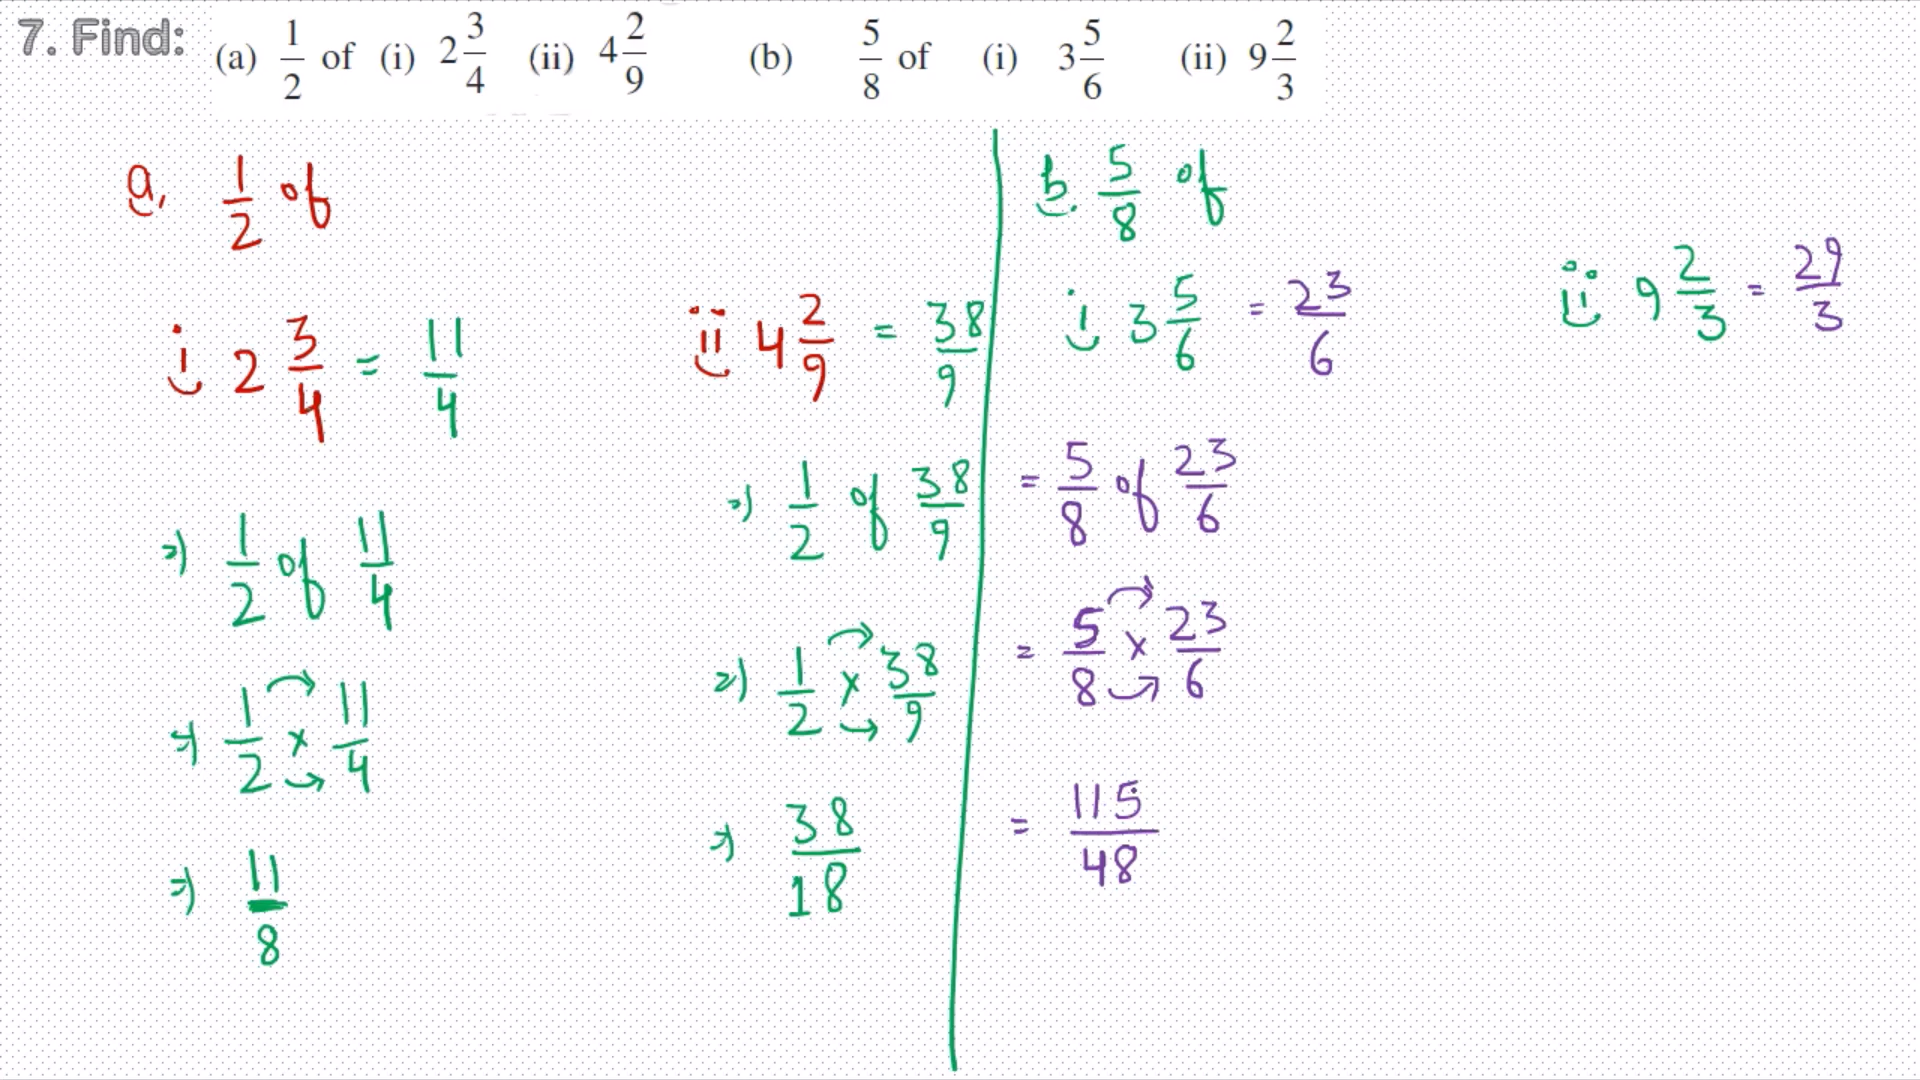 7. Find: (a) 1/2 of (i) 2 3/4 (ii) 4 2/9 (b) 5/8 of (i) 3 5/6 (ii) 9 2/3
a. 1/2 of
i 2 3/4 = 11/4
⇒) 1/2 of 11/4
⇒) 1/2 × 11/4
⇒) 11/8
ii 4 2/9 = 38/9
⇒) 1/2 of 38/9
⇒) 1/2 × 38/9
⇒) 38/18
b. 5/8 of
i 3 5/6 = 23/6
= 5/8 of 23/6
= 5/8 × 23/6
= 115/48
ii 9 2/3 = 29/3